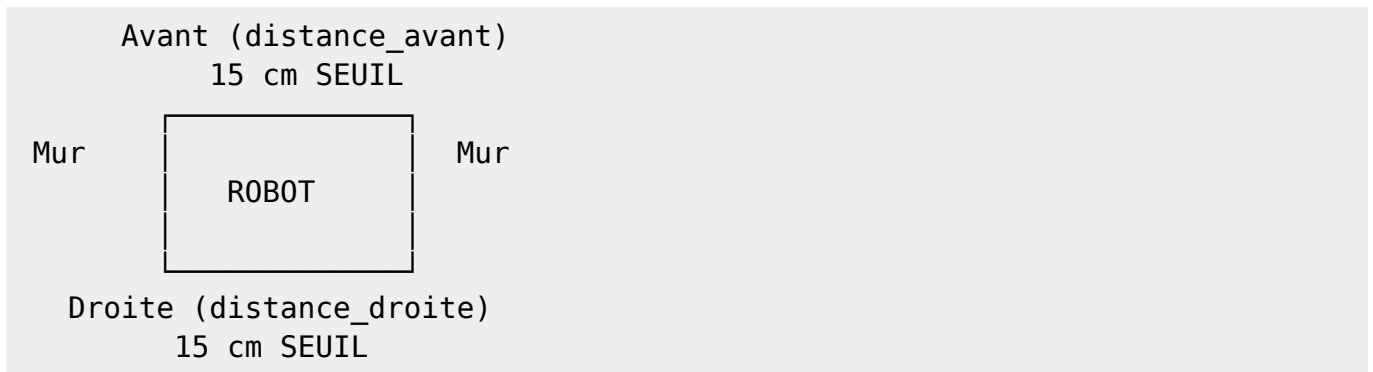 Avant (distance_avant)
15 cm SEUIL
Mur Mur
ROBOT
Droite (distance_droite)
15 cm SEUIL